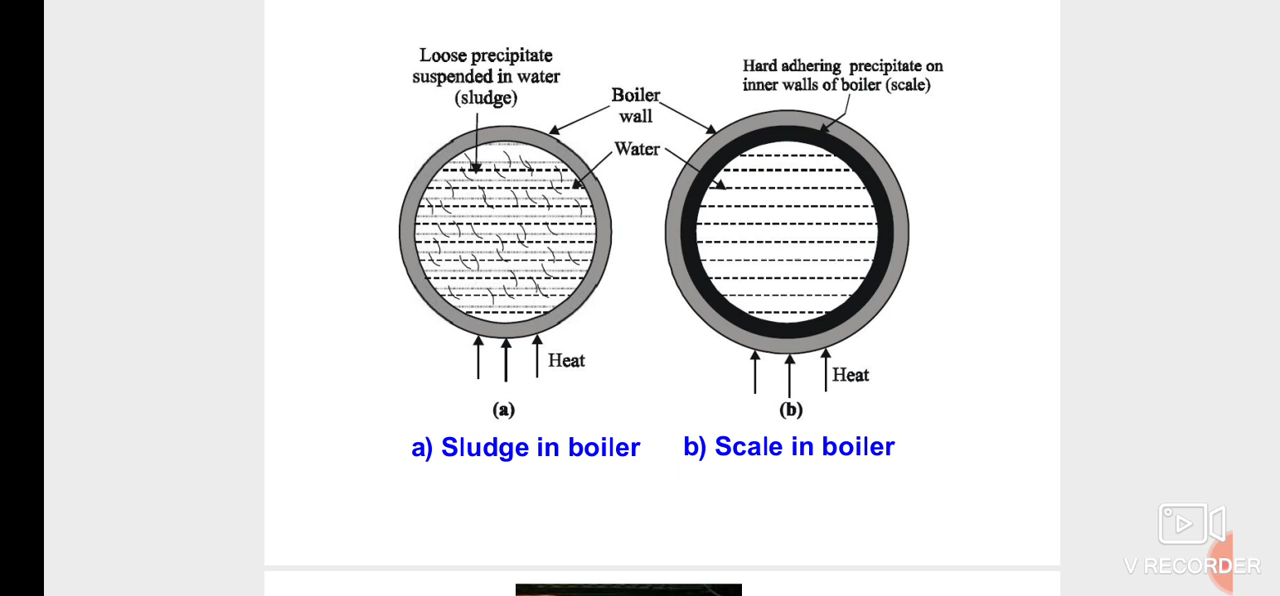 Loose precipitate
suspended in water
(sludge)
Boiler
wall
Water
Hard adhering precipitate on
inner walls of boiler (scale)
Heat
Heat
(a)
(b)
a) Sludge in boiler
b) Scale in boiler
V RECORDER